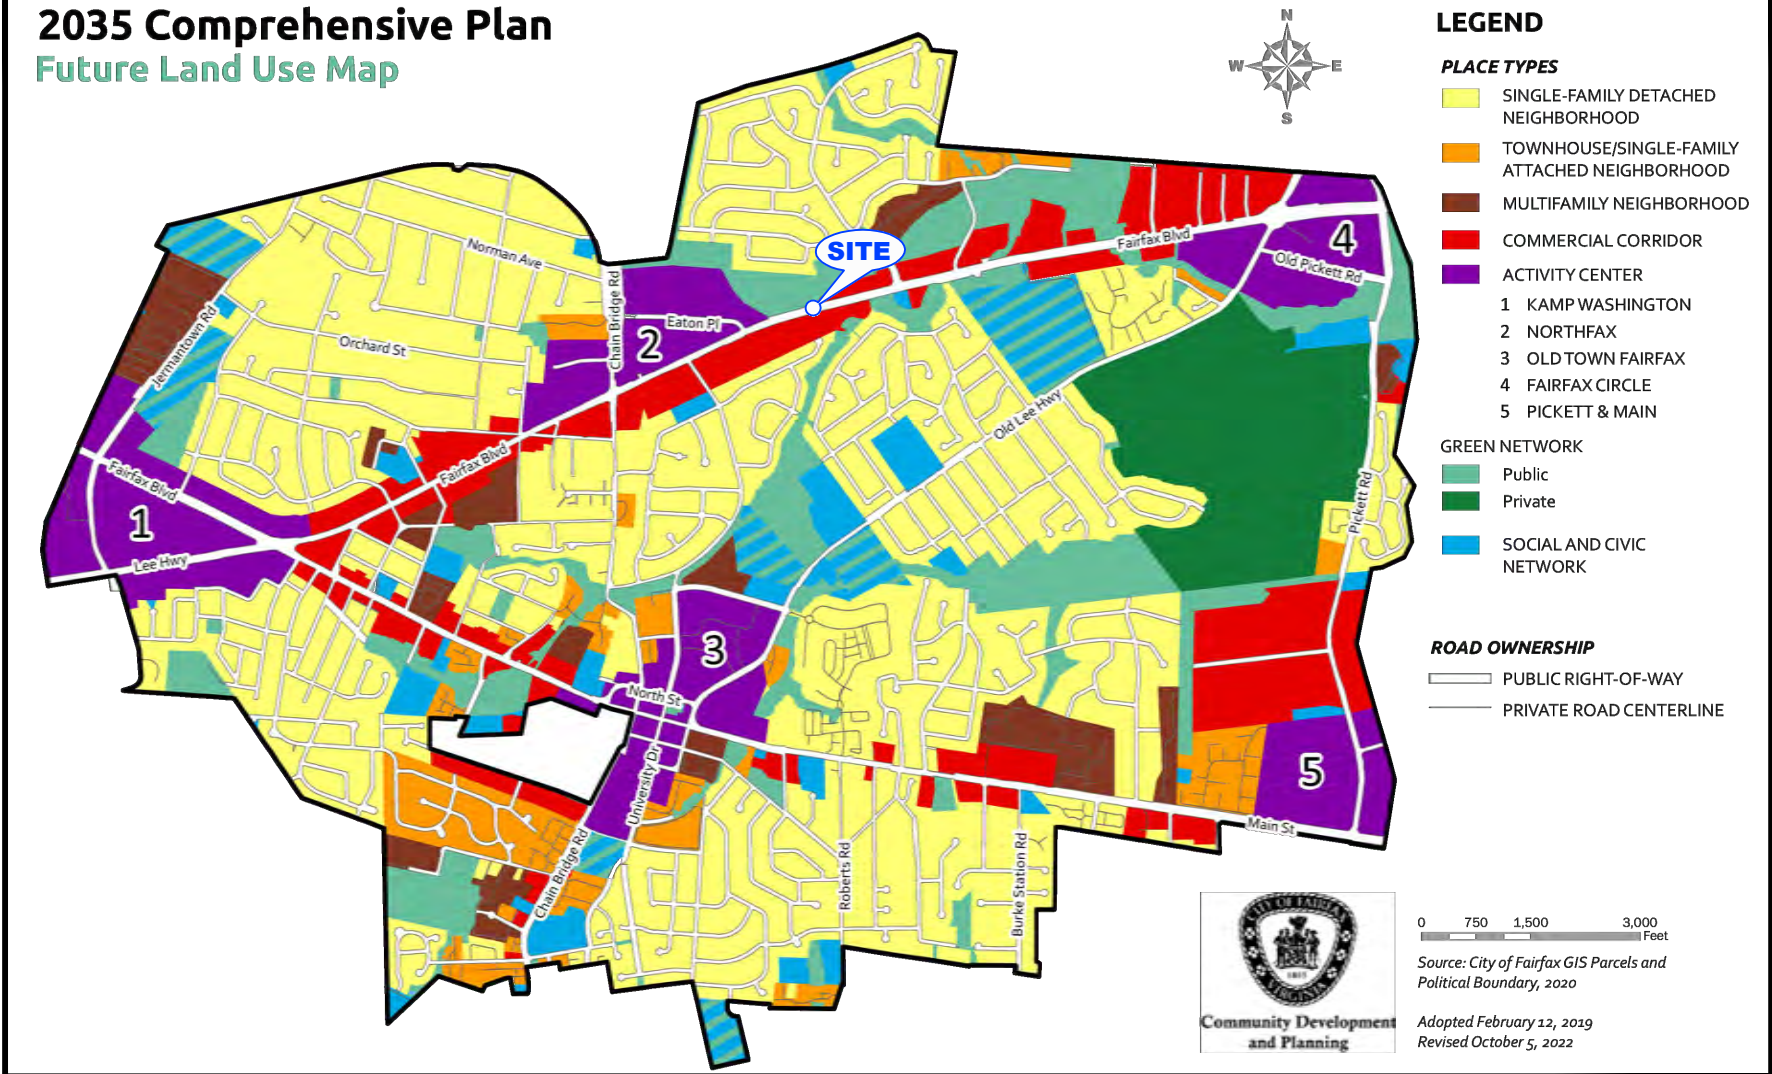 2035 Comprehensive Plan
Future Land Use Map
N
W E
S
LEGEND
PLACE TYPES
SINGLE-FAMILY DETACHED
NEIGHBORHOOD
TOWNHOUSE/SINGLE-FAMILY
ATTACHED NEIGHBORHOOD
MULTIFAMILY NEIGHBORHOOD
COMMERCIAL CORRIDOR
ACTIVITY CENTER
1 KAMP WASHINGTON
2 NORTHFAX
3 OLD TOWN FAIRFAX
4 FAIRFAX CIRCLE
5 PICKETT & MAIN
GREEN NETWORK
Public
Private
SOCIAL AND CIVIC
NETWORK
ROAD OWNERSHIP
PUBLIC RIGHT-OF-WAY
PRIVATE ROAD CENTERLINE
SITE
Norman Ave
Chain Bridge Rd
Eaton Pl
2
Orchard St
Jermantown Rd
Fairfax Blvd
4
Old Pickett Rd
Old Lee Hwy
Fairfax Blvd
Fairfax Blvd
1
Lee Hwy
Pickett Rd
3
North St
University Dr
5
Main St
Chain Bridge Rd
Roberts Rd
Burke Station Rd
CITY OF FAIRFAX
1805
VIRGINIA
Community Development
and Planning
0 750 1,500 3,000
Feet
Source: City of Fairfax GIS Parcels and
Political Boundary, 2020
Adopted February 12, 2019
Revised October 5, 2022